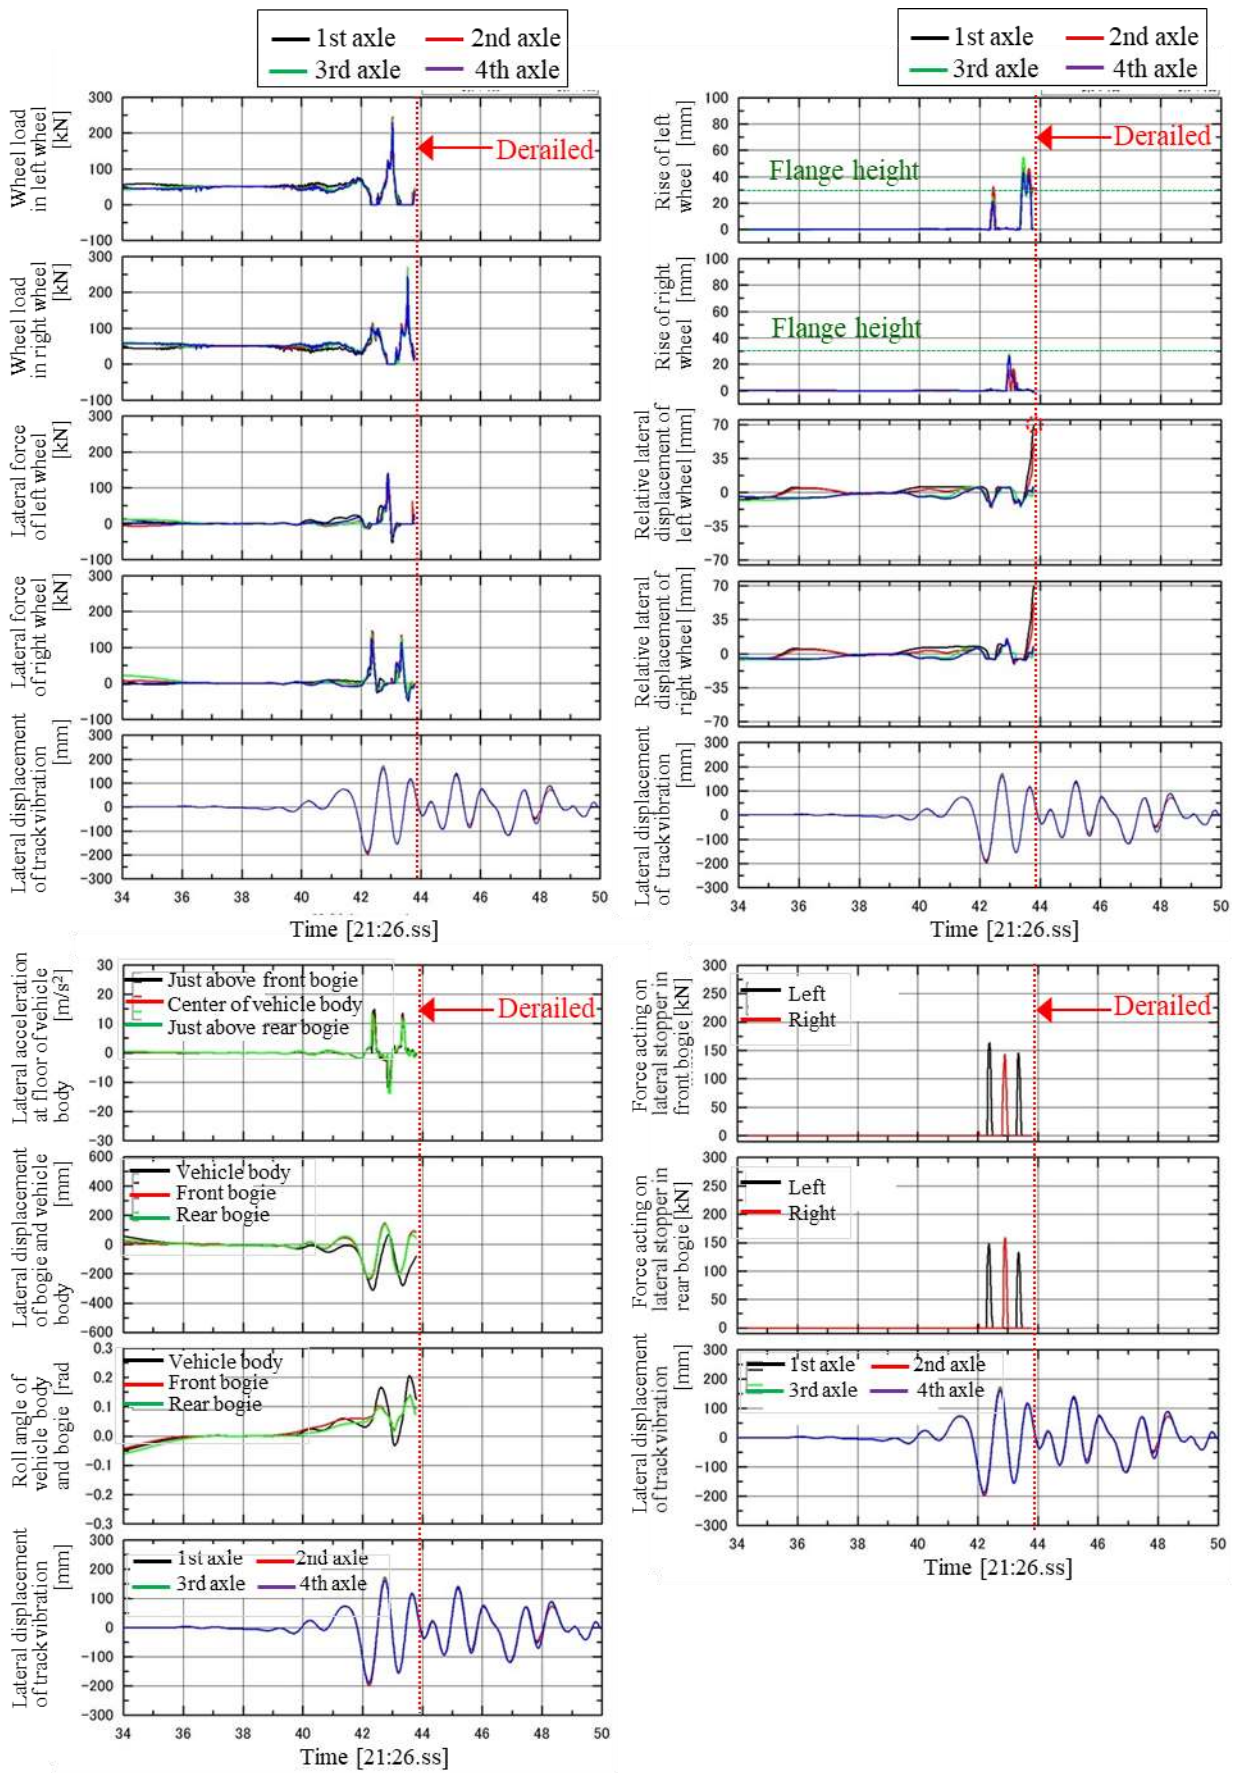 1st axle 2nd axle
3rd axle 4th axle
Wheel load
in left wheel
[kN]
300
200
100
0
−100
Derailed
Wheel load
in right wheel
[kN]
300
200
100
0
−100
Lateral force
of left wheel
[kN]
300
200
100
0
−100
Lateral force
of right wheel
[kN]
300
200
100
0
−100
Lateral displacement
of track vibration
[mm]
300
200
100
0
−100
−200
−300
34 36 38 40 42 44 46 48 50
Time [21:26.ss]
1st axle 2nd axle
3rd axle 4th axle
Rise of left
wheel [mm]
100
80
60
40
20
0
Derailed
Flange height
Rise of right
wheel [mm]
100
80
60
40
20
0
Flange height
Relative lateral
displacement of
left wheel [mm]
70
35
0
−35
−70
Relative lateral
displacement of
right wheel [mm]
70
35
0
−35
−70
Lateral displacement
of track vibration
[mm]
300
200
100
0
−100
−200
−300
34 36 38 40 42 44 46 48 50
Time [21:26.ss]
Lateral acceleration
at floor of vehicle
body [m/s²]
30
20
10
0
−10
−20
−30
Just above front bogie
Center of vehicle body
Just above rear bogie
Derailed
Lateral displacement
of bogie and vehicle
body [mm]
600
400
200
0
−200
−400
−600
Vehicle body
Front bogie
Rear bogie
Roll angle of
vehicle body
and bogie [rad
0.3
0.2
0.1
0.0
−0.1
−0.2
−0.3
Vehicle body
Front bogie
Rear bogie
Lateral displacement
of track vibration
[mm]
300
200
100
0
−100
−200
−300
1st axle 2nd axle
3rd axle 4th axle
34 36 38 40 42 44 46 48 50
Time [21:26.ss]
Force acting on
lateral stopper in
front bogie [kN]
300
250
200
150
100
50
0
Left
Right
Derailed
Force acting on
lateral stopper in
rear bogie [kN]
300
250
200
150
100
50
0
Left
Right
Lateral displacement
of track vibration
[mm]
300
200
100
0
−100
−200
−300
1st axle 2nd axle
3rd axle 4th axle
34 36 38 40 42 44 46 48 50
Time [21:26.ss]